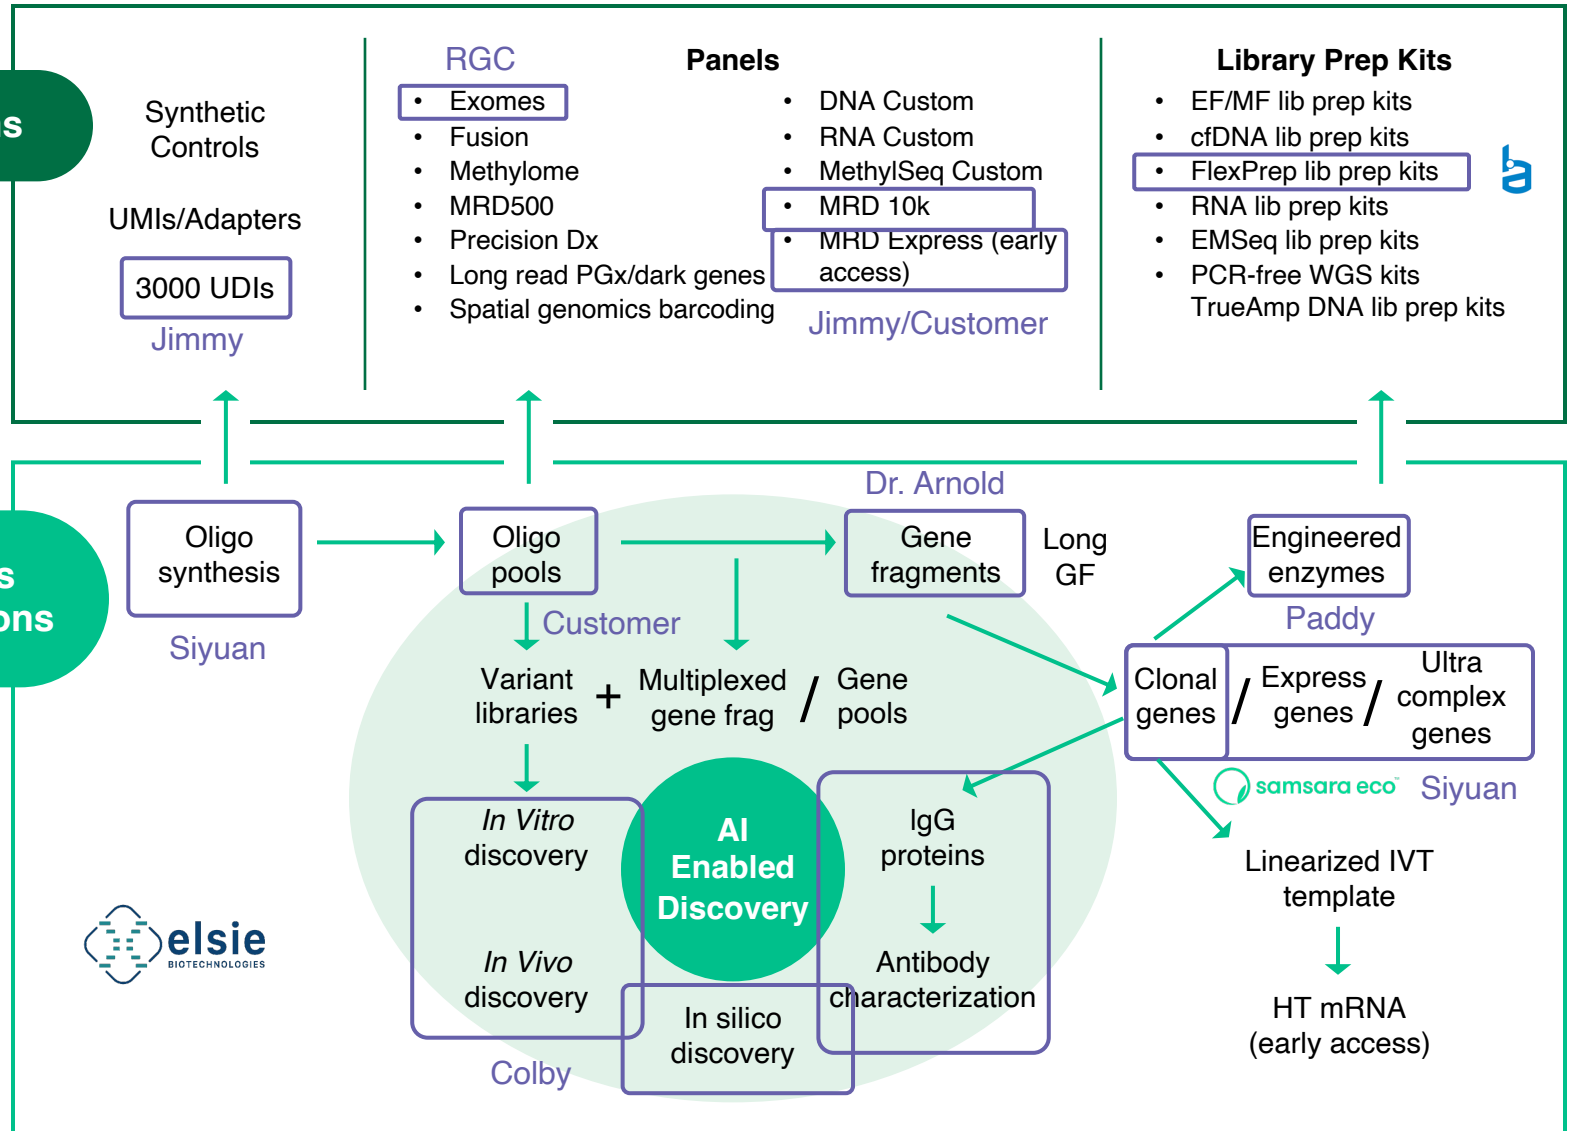 ns
Synthetic
Controls
UMIs/Adapters
3000 UDIs
Jimmy
RGC
Panels
• Exomes
• Fusion
• Methylome
• MRD500
• Precision Dx
• Long read PGx/dark genes
• Spatial genomics barcoding
• DNA Custom
• RNA Custom
• MethylSeq Custom
• MRD 10k
• MRD Express (early
access)
Jimmy/Customer
Library Prep Kits
• EF/MF lib prep kits
• cfDNA lib prep kits
• FlexPrep lib prep kits
• RNA lib prep kits
• EMSeq lib prep kits
• PCR-free WGS kits
TrueAmp DNA lib prep kits
s
ons
Oligo
synthesis
Siyuan
Oligo
pools
Customer
Dr. Arnold
Gene
fragments
Long
GF
Engineered
enzymes
Paddy
Variant
libraries
+
Multiplexed
gene frag
/
Gene
pools
Clonal
genes
/
Express
genes
/
Ultra
complex
genes
samsara eco™
Siyuan
In Vitro
discovery
In Vivo
discovery
Colby
AI
Enabled
Discovery
In silico
discovery
IgG
proteins
Antibody
characterization
Linearized IVT
template
HT mRNA
(early access)
elsie
BIOTECHNOLOGIES